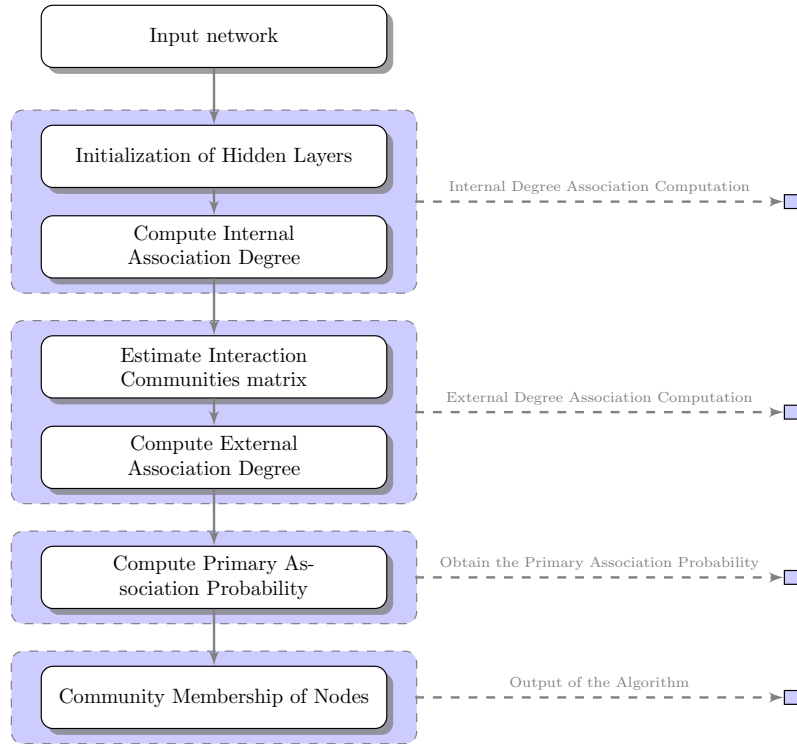 Input network
Initialization of Hidden Layers
Internal Degree Association Computation
Compute Internal
Association Degree
Estimate Interaction
Communities matrix
External Degree Association Computation
Compute External
Association Degree
Compute Primary As-
sociation Probability
Obtain the Primary Association Probability
Community Membership of Nodes
Output of the Algorithm